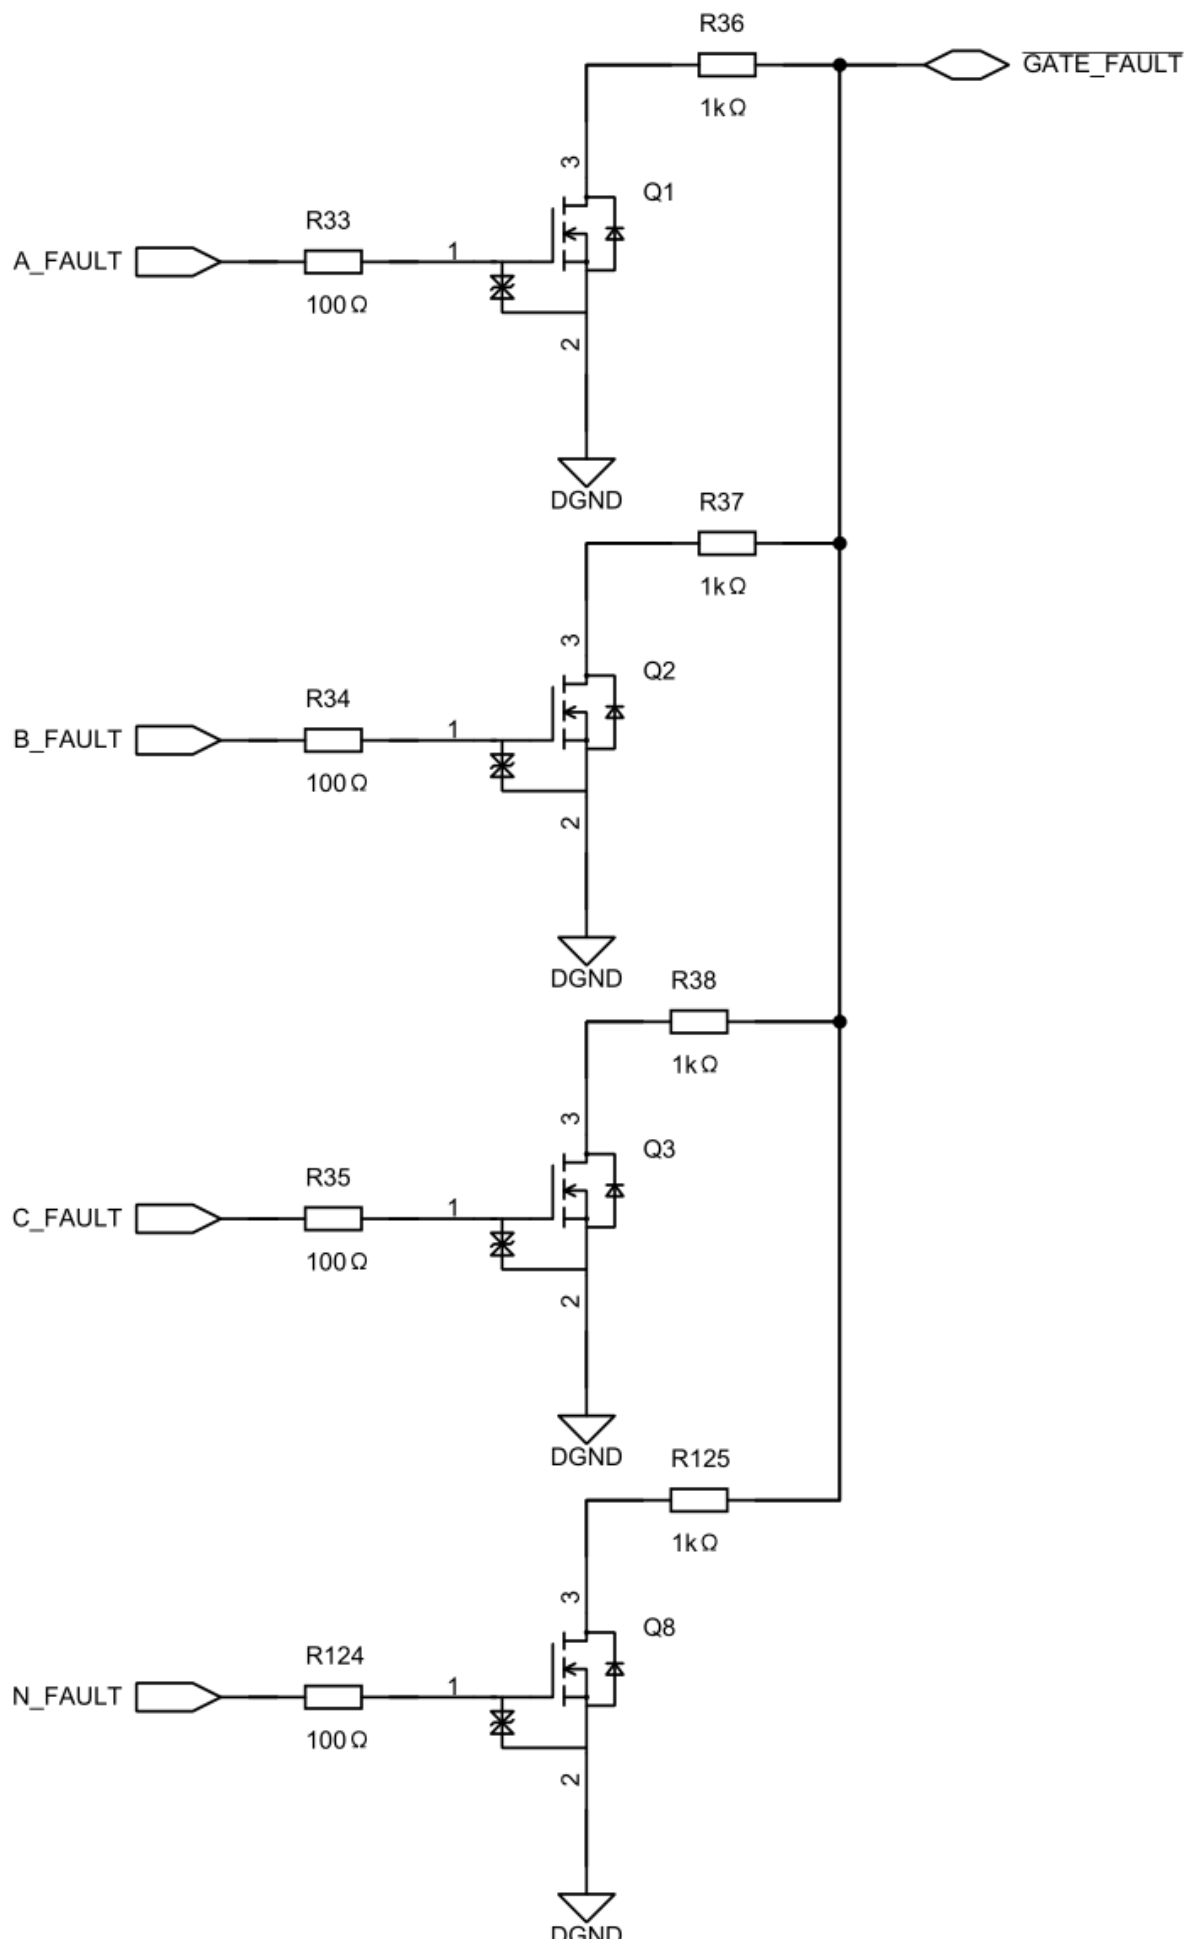 R36
GATE_FAULT
1kΩ
3
Q1
R33
A_FAULT
1
100Ω
2
DGND
R37
1kΩ
3
Q2
R34
B_FAULT
1
100Ω
2
DGND
R38
1kΩ
3
Q3
R35
C_FAULT
1
100Ω
2
DGND
R125
1kΩ
3
Q8
R124
N_FAULT
1
100Ω
2
DGND